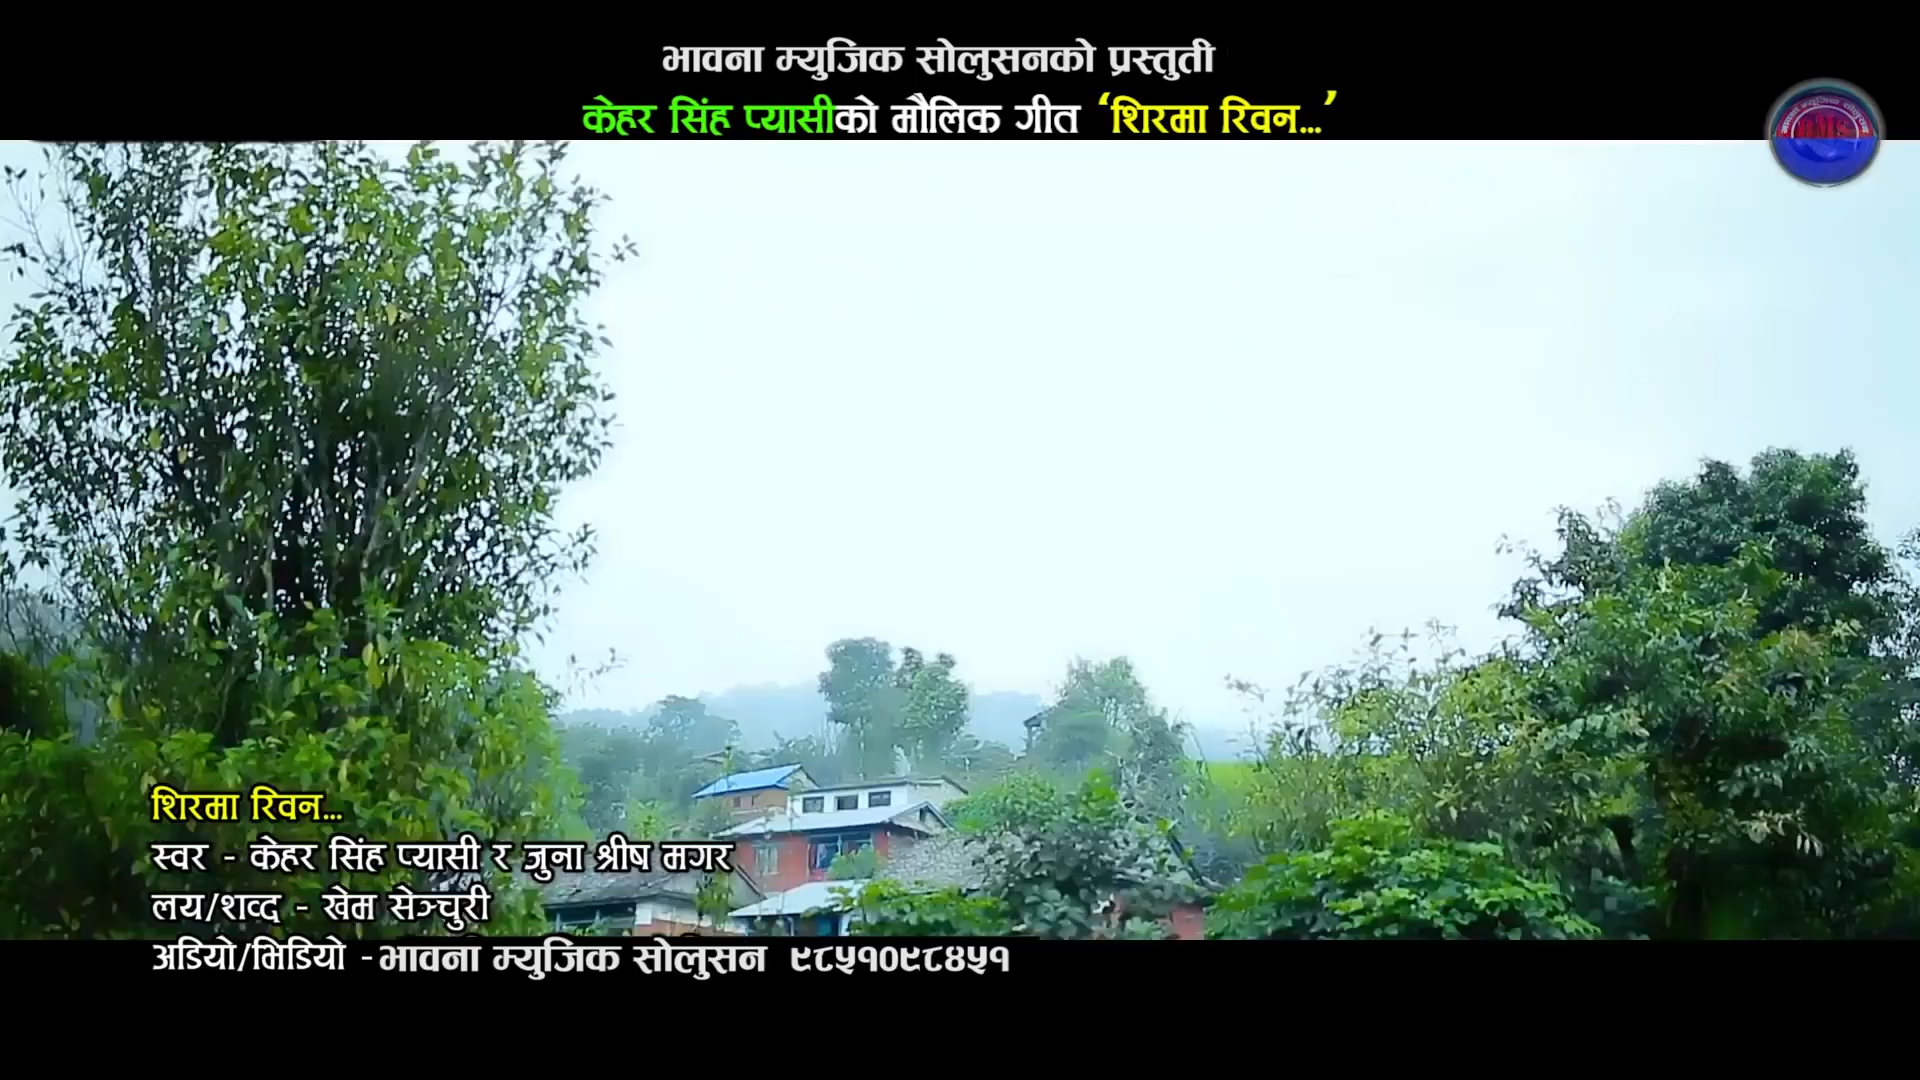 भावना म्युजिक सोलुसनको प्रस्तुती
केहर सिंह प्यासीको मौलिक गीत ‘शिरमा रिवन...’
शिरमा रिवन...
स्वर - केहर सिंह प्यासी र जुना श्रीष मगर
लय/शव्द - खेम सेञ्चुरी
अडियो/भिडियो - भावना म्युजिक सोलुसन ९८५१०९८४५१